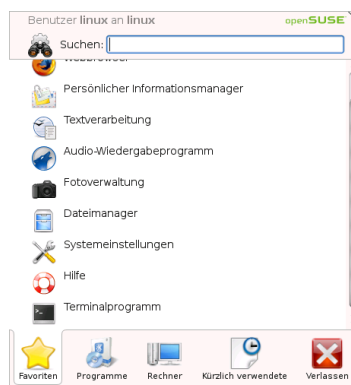 Benutzer linux an linux
openSUSE
Suchen:
Webbrowser
Persönlicher Informationsmanager
Textverarbeitung
Audio-Wiedergabeprogramm
Fotoverwaltung
Dateimanager
Systemeinstellungen
Hilfe
Terminalprogramm
Favoriten Programme Rechner Kürzlich verwendete Verlassen